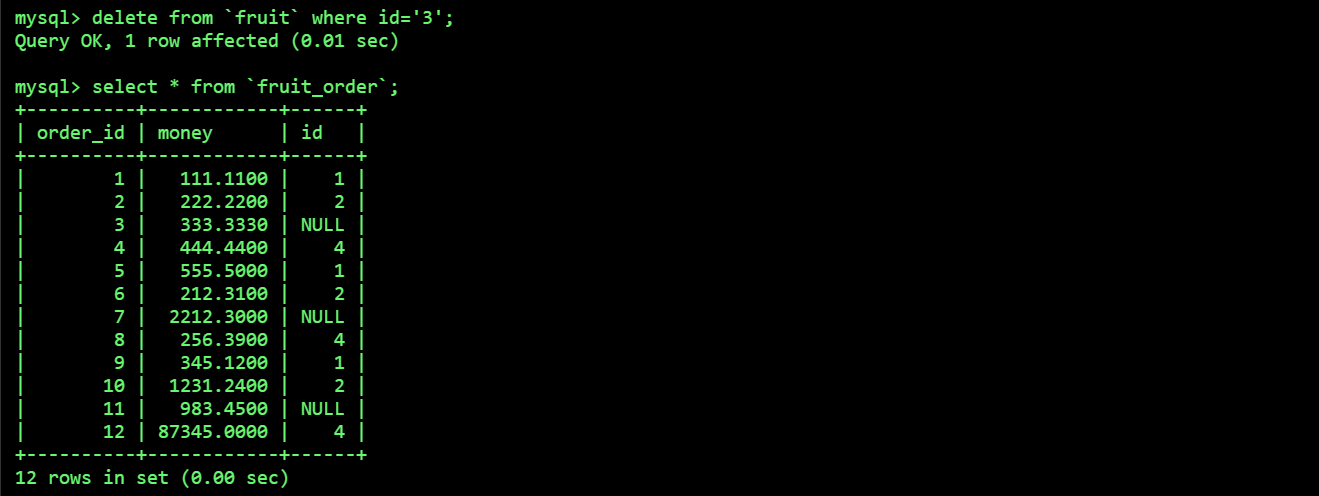 mysql> delete from `fruit` where id='3';
Query OK, 1 row affected (0.01 sec)
mysql> select * from `fruit_order`;
+----------+------------+------+
| order_id | money      | id   |
+----------+------------+------+
|        1 |   111.1100 |    1 |
|        2 |   222.2200 |    2 |
|        3 |   333.3330 | NULL |
|        4 |   444.4400 |    4 |
|        5 |   555.5000 |    1 |
|        6 |   212.3100 |    2 |
|        7 |  2212.3000 | NULL |
|        8 |   256.3900 |    4 |
|        9 |   345.1200 |    1 |
|       10 |  1231.2400 |    2 |
|       11 |   983.4500 | NULL |
|       12 | 87345.0000 |    4 |
+----------+------------+------+
12 rows in set (0.00 sec)